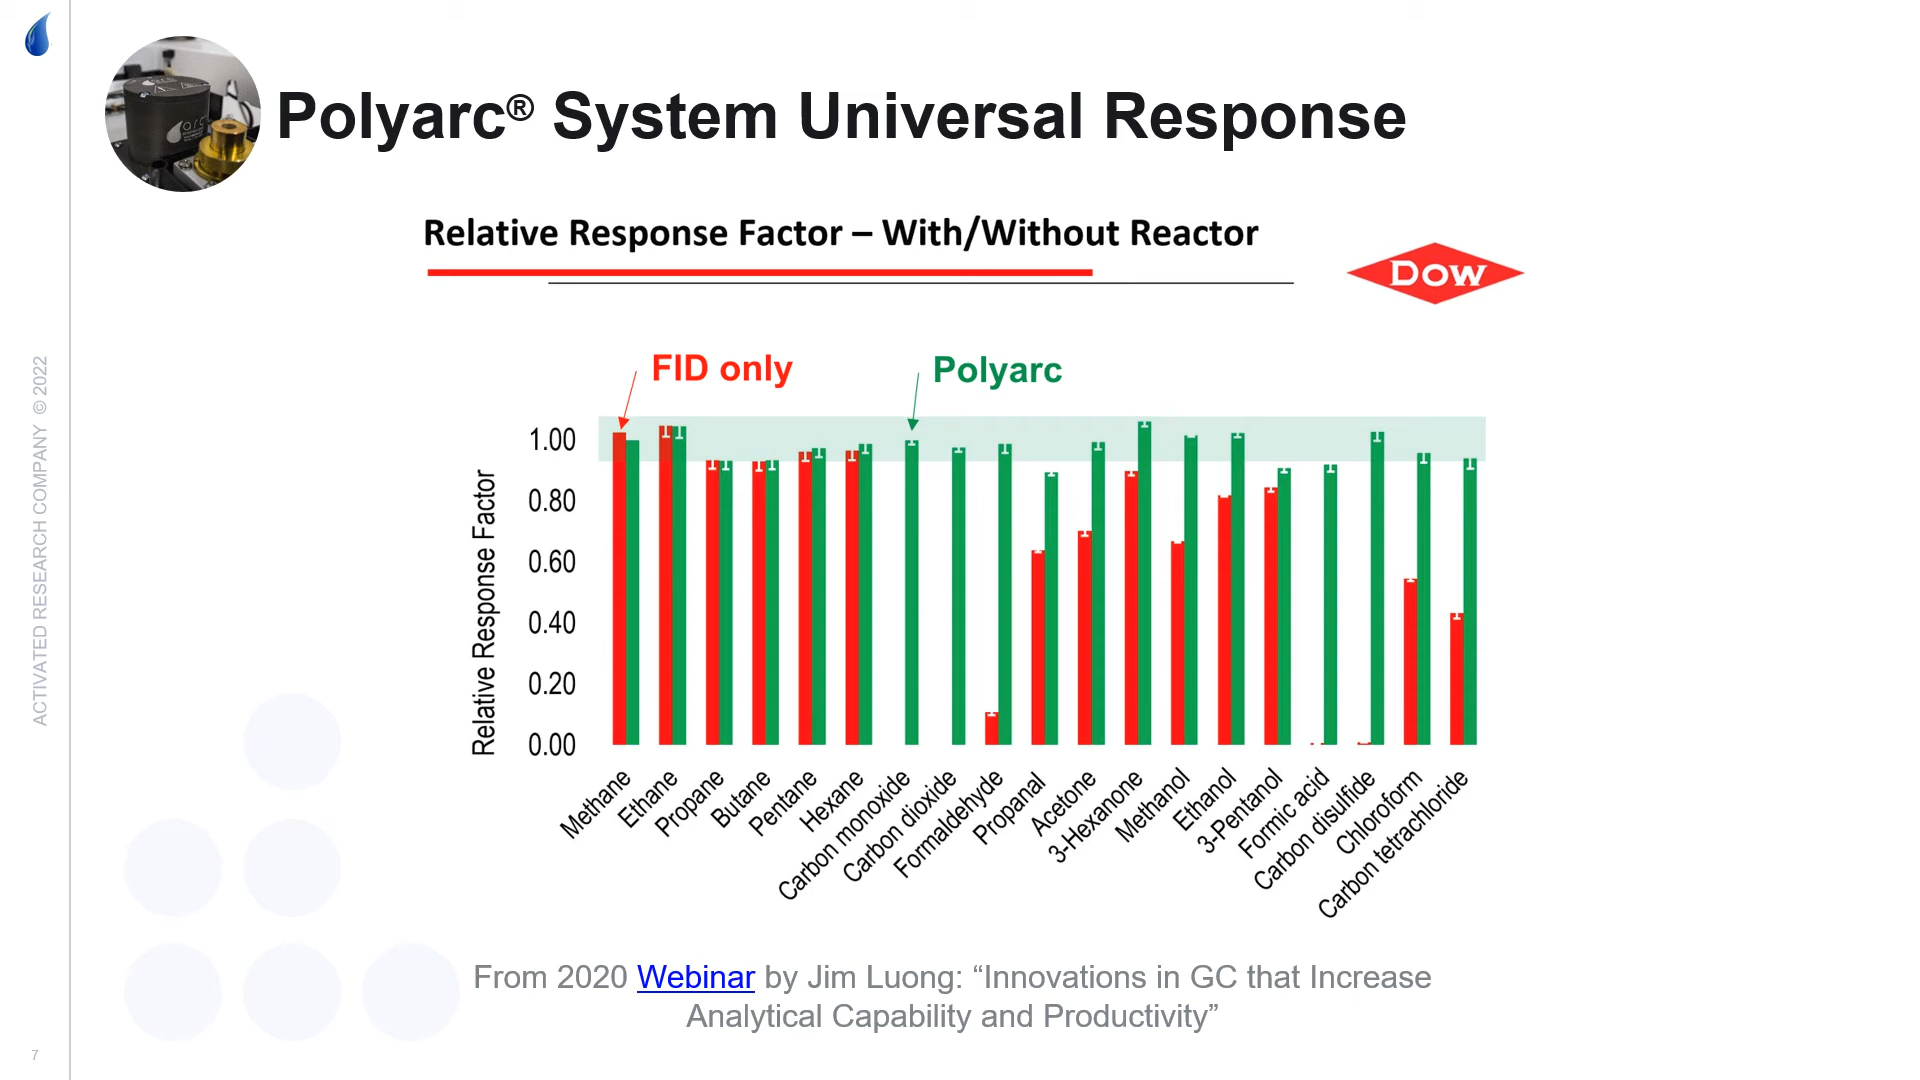 Polyarc® System Universal Response
Relative Response Factor – With/Without Reactor
DOW
FID only
Polyarc
Relative Response Factor
1.00
0.80
0.60
0.40
0.20
0.00
Methane
Ethane
Propane
Butane
Pentane
Hexane
Carbon monoxide
Carbon dioxide
Formaldehyde
Propanal
Acetone
3-Hexanone
Methanol
Ethanol
3-Pentanol
Formic acid
Carbon disulfide
Chloroform
Carbon tetrachloride
From 2020 Webinar by Jim Luong: “Innovations in GC that Increase
Analytical Capability and Productivity”
ACTIVATED RESEARCH COMPANY © 2022
7
arc